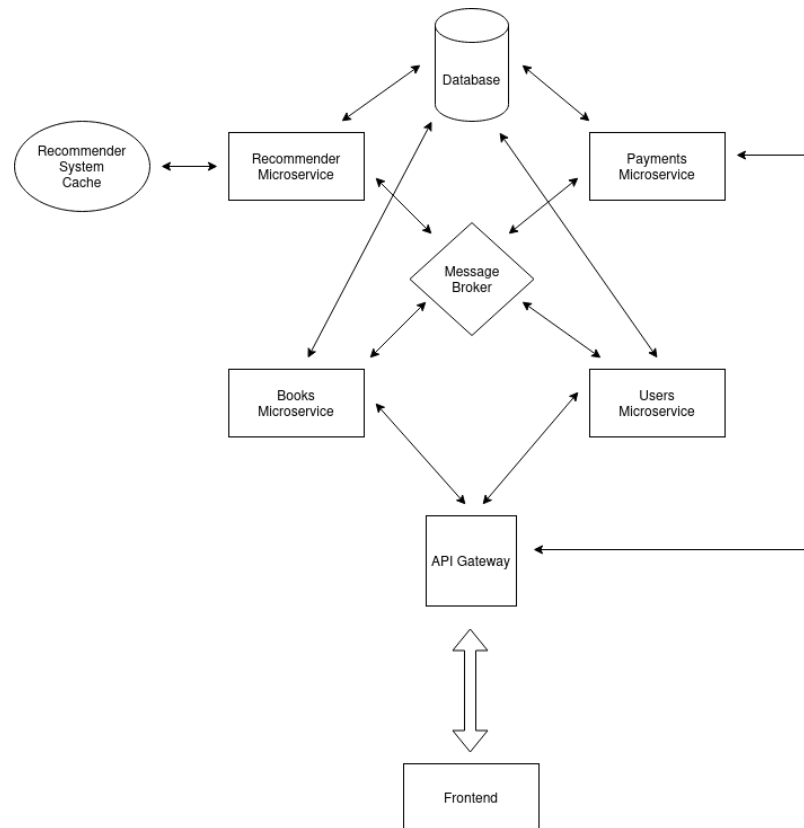 Database
Recommender
System
Cache
Recommender
Microservice
Payments
Microservice
Message
Broker
Books
Microservice
Users
Microservice
API Gateway
Frontend